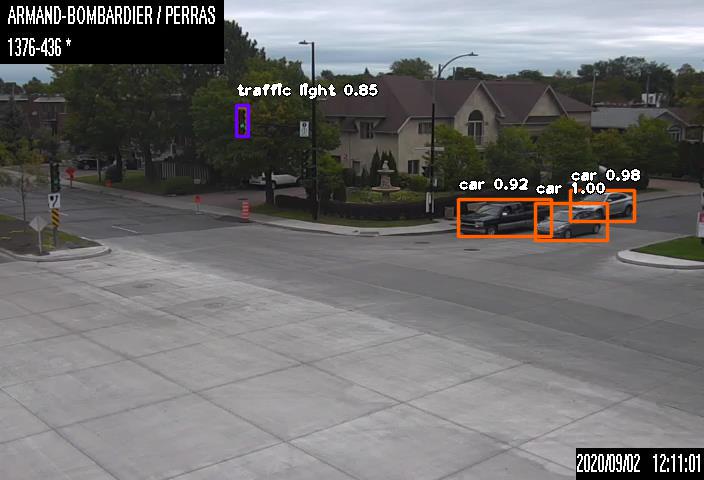 ARMAND-BOMBARDIER / PERRAS
1376-436 *
traffic light 0.85
car 0.92
car 1.00
car 0.98
2020/09/02 12:11:01